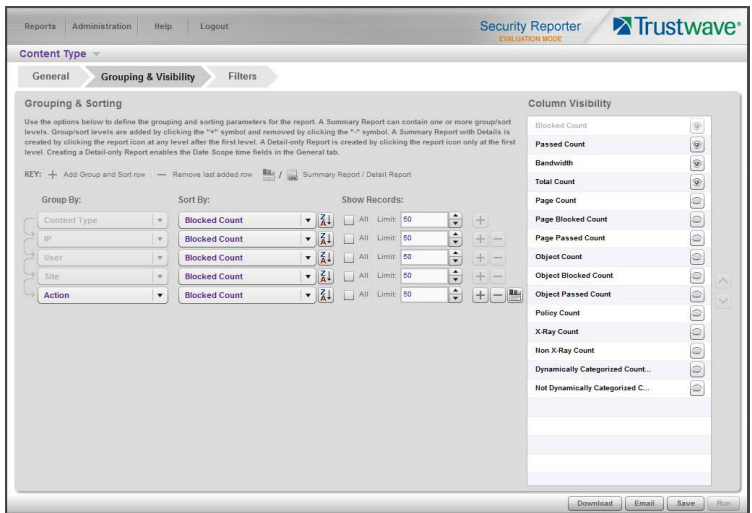 Reports Administration Help Logout
Security Reporter
EVALUATION MODE
Trustwave®
Content Type
General Grouping & Visibility Filters
Grouping & Sorting
Use the options below to define the grouping and sorting parameters for the report. A Summary Report can contain one or more group/sort
levels. Group/sort levels are added by clicking the "+" symbol and removed by clicking the "-" symbol. A Summary Report with Details is
created by clicking the report icon at any level after the first level. A Detail-only Report is created by clicking the report icon only at the first
level. Creating a Detail-only Report enables the Date Scope time fields in the General tab.
KEY: + Add Group and Sort row — Remove last added row / Summary Report / Detail Report
Group By: Sort By: Show Records:
Content Type Blocked Count All Limit: 50
IP Blocked Count All Limit: 50
User Blocked Count All Limit: 50
Site Blocked Count All Limit: 50
Action Blocked Count All Limit: 50
Column Visibility
Blocked Count
Passed Count
Bandwidth
Total Count
Page Count
Page Blocked Count
Page Passed Count
Object Count
Object Blocked Count
Object Passed Count
Policy Count
X-Ray Count
Non X-Ray Count
Dynamically Categorized Count...
Not Dynamically Categorized C...
Download Email Save Run